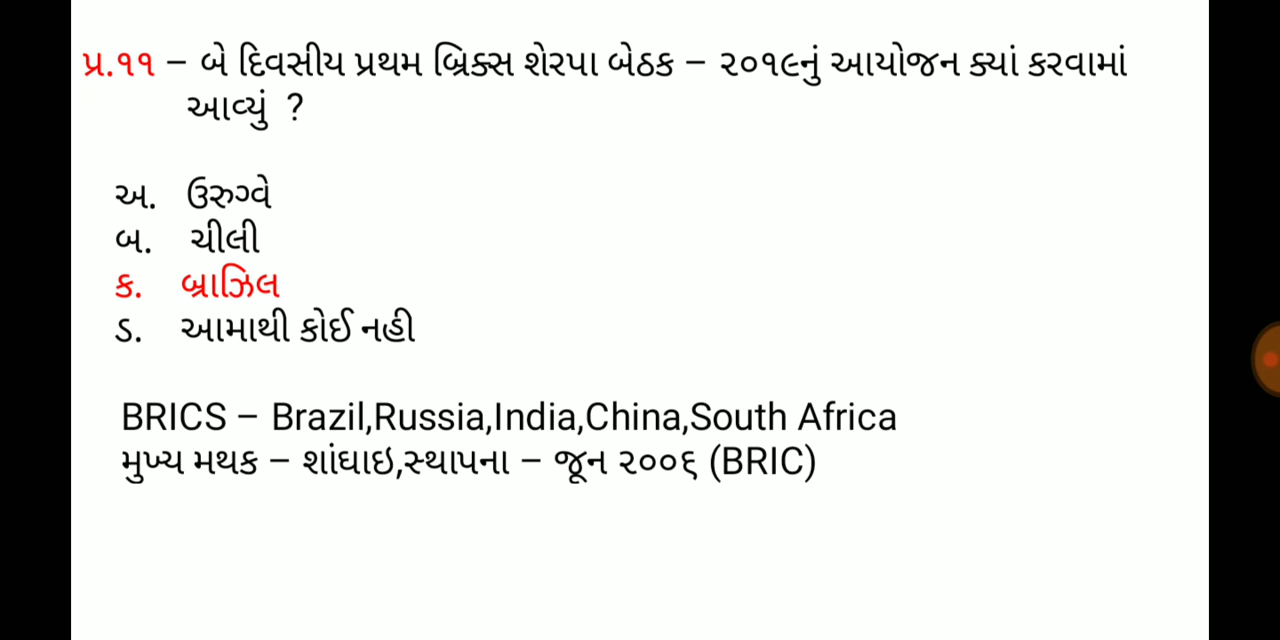 પ્ર.૧૧ – બે દિવસીય પ્રથમ બ્રિક્સ શેરપા બેઠક – ૨૦૧૯નું આયોજન ક્યાં કરવામાં
આવ્યું ?
અ. ઉરુગ્વે
બ. ચીલી
ક. બ્રાઝિલ
ડ. આમાથી કોઈ નહી
BRICS – Brazil,Russia,India,China,South Africa
મુખ્ય મથક – શાંઘાઇ,સ્થાપના – જૂન ૨૦૦૬ (BRIC)